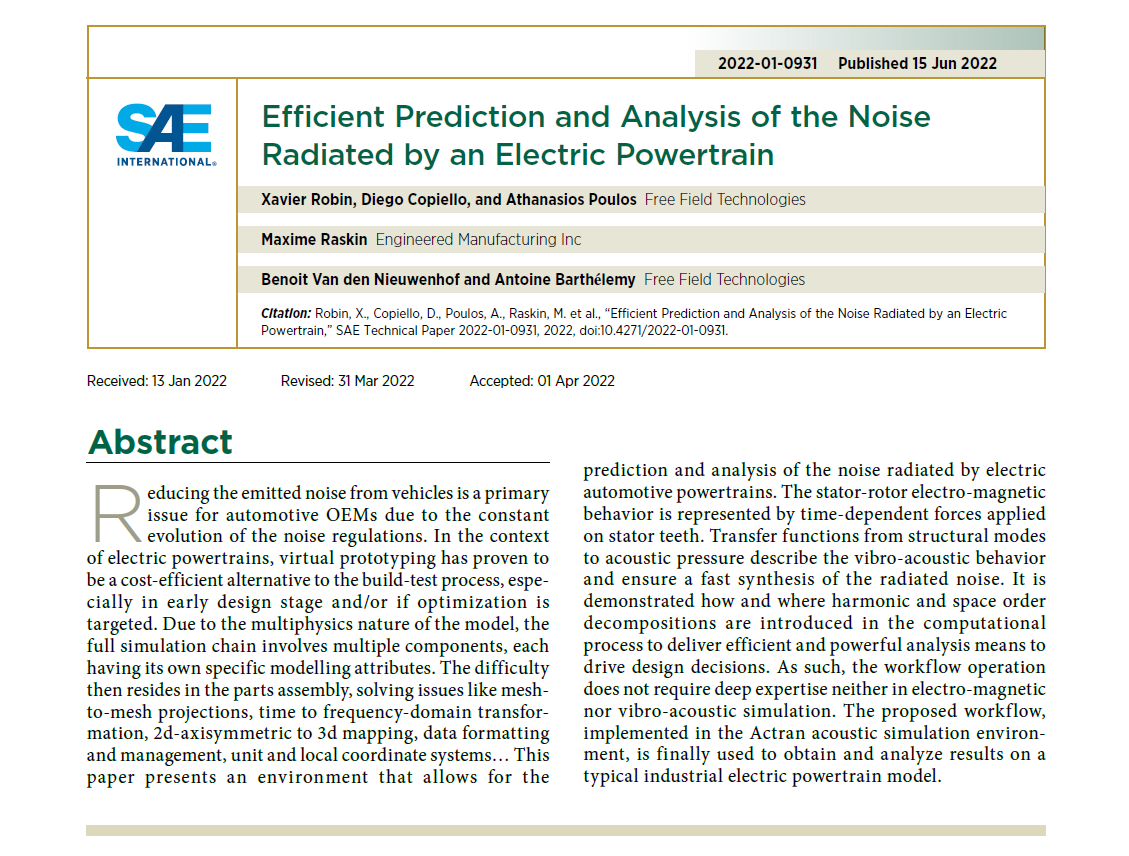 2022-01-0931 Published 15 Jun 2022
SAE
INTERNATIONAL®
Efficient Prediction and Analysis of the Noise
Radiated by an Electric Powertrain
Xavier Robin, Diego Copiello, and Athanasios Poulos Free Field Technologies
Maxime Raskin Engineered Manufacturing Inc
Benoit Van den Nieuwenhof and Antoine Barthélemy Free Field Technologies
Citation: Robin, X., Copiello, D., Poulos, A., Raskin, M. et al., “Efficient Prediction and Analysis of the Noise Radiated by an Electric
Powertrain,” SAE Technical Paper 2022-01-0931, 2022, doi:10.4271/2022-01-0931.
Received: 13 Jan 2022 Revised: 31 Mar 2022 Accepted: 01 Apr 2022
Abstract
Reducing the emitted noise from vehicles is a primary
issue for automotive OEMs due to the constant
evolution of the noise regulations. In the context
of electric powertrains, virtual prototyping has proven to
be a cost-efficient alternative to the build-test process, espe-
cially in early design stage and/or if optimization is
targeted. Due to the multiphysics nature of the model, the
full simulation chain involves multiple components, each
having its own specific modelling attributes. The difficulty
then resides in the parts assembly, solving issues like mesh-
to-mesh projections, time to frequency-domain transfor-
mation, 2d-axisymmetric to 3d mapping, data formatting
and management, unit and local coordinate systems… This
paper presents an environment that allows for the
prediction and analysis of the noise radiated by electric
automotive powertrains. The stator-rotor electro-magnetic
behavior is represented by time-dependent forces applied
on stator teeth. Transfer functions from structural modes
to acoustic pressure describe the vibro-acoustic behavior
and ensure a fast synthesis of the radiated noise. It is
demonstrated how and where harmonic and space order
decompositions are introduced in the computational
process to deliver efficient and powerful analysis means to
drive design decisions. As such, the workflow operation
does not require deep expertise neither in electro-magnetic
nor vibro-acoustic simulation. The proposed workflow,
implemented in the Actran acoustic simulation environ-
ment, is finally used to obtain and analyze results on a
typical industrial electric powertrain model.